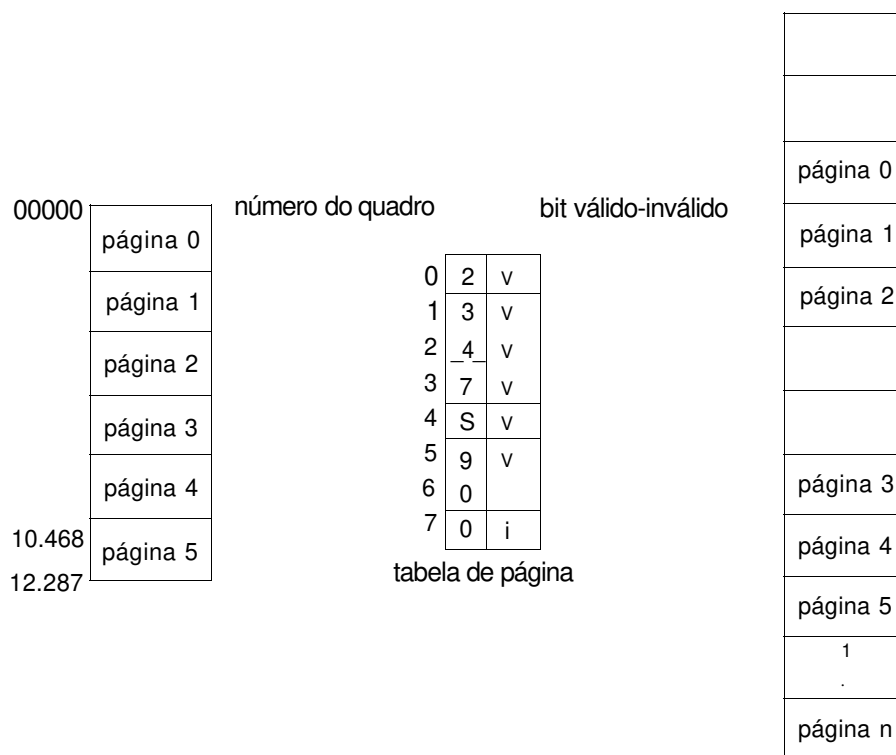 00000
página 0
página 1
página 2
página 3
página 4
10.468
página 5
12.287
número do quadro
bit válido-inválido
0 2 v
1 3 v
2 _4_ v
3 7 v
4 S v
5 9 v
6 0
7 0 i
tabela de página
página 0
página 1
página 2
página 3
página 4
página 5
1
.
página n